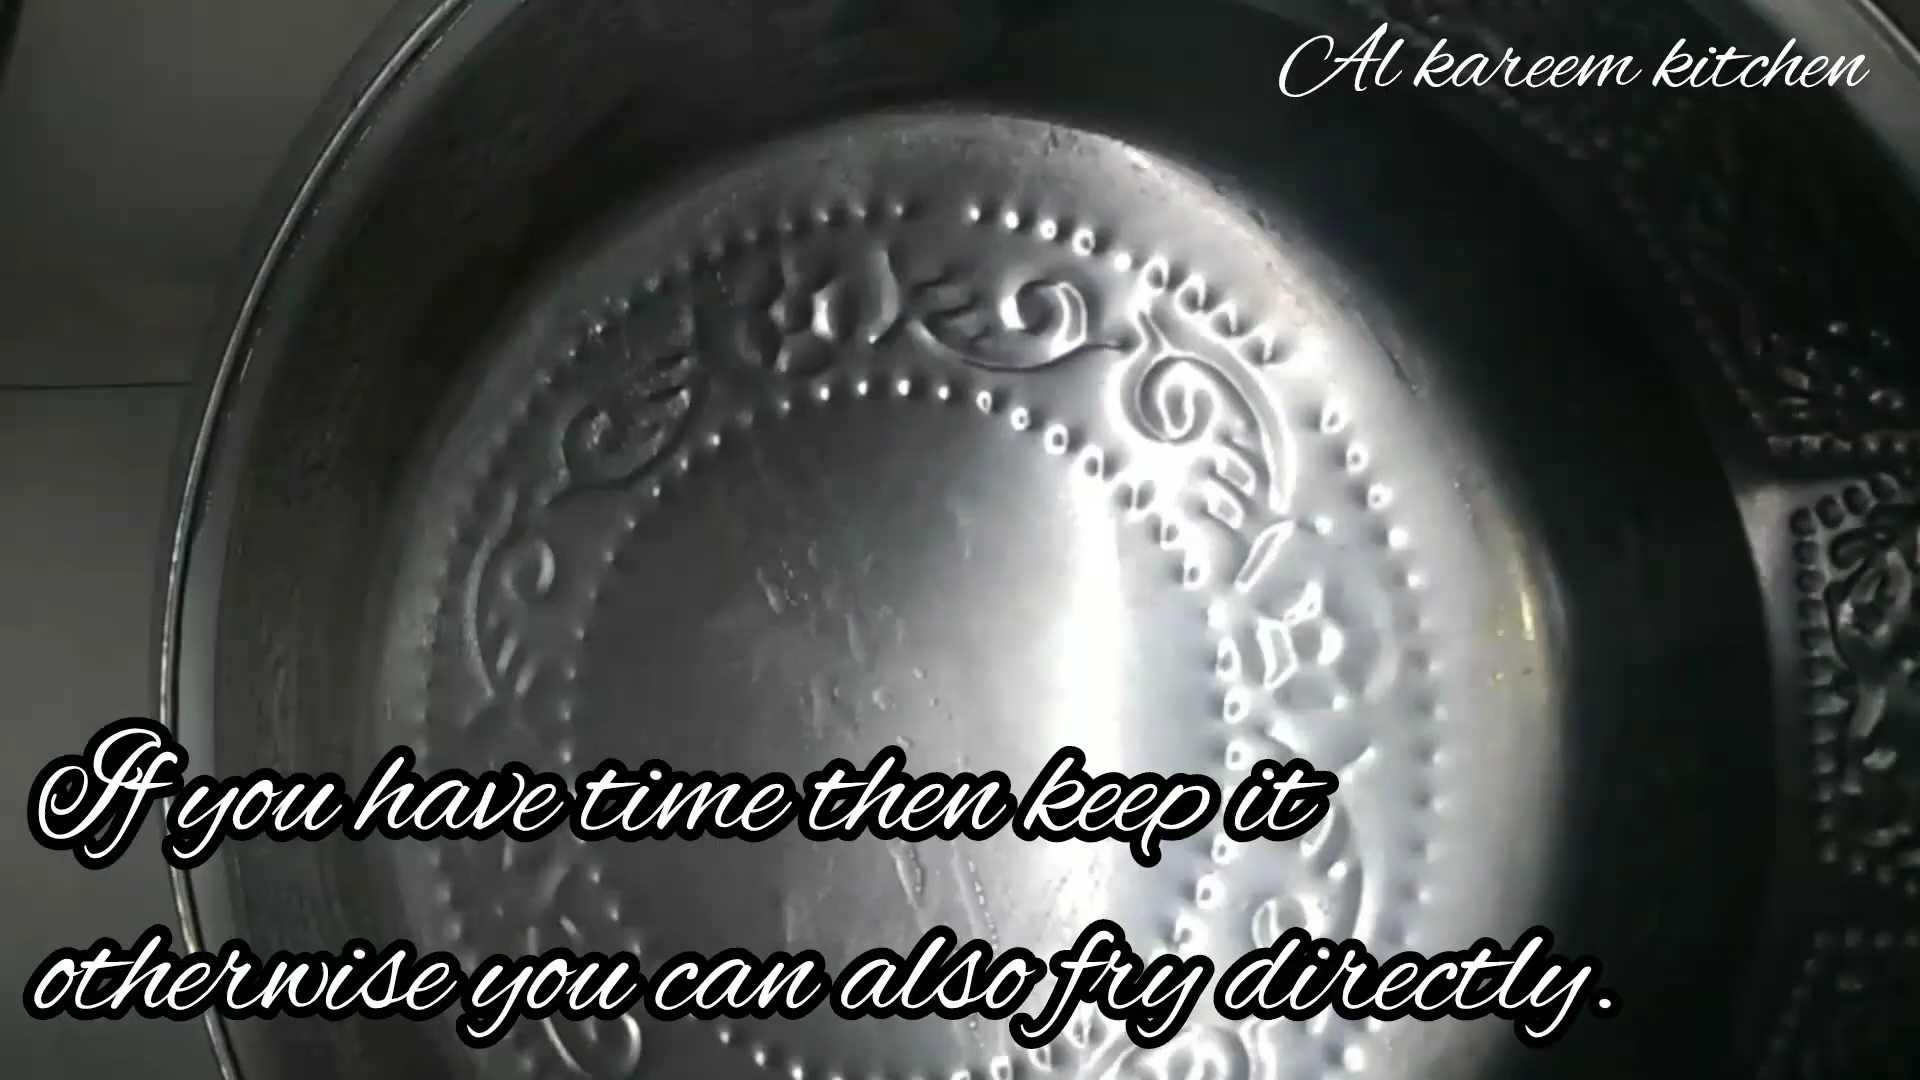 Al kareem kitchen
If you have time then keep it
otherwise you can also fry directly.